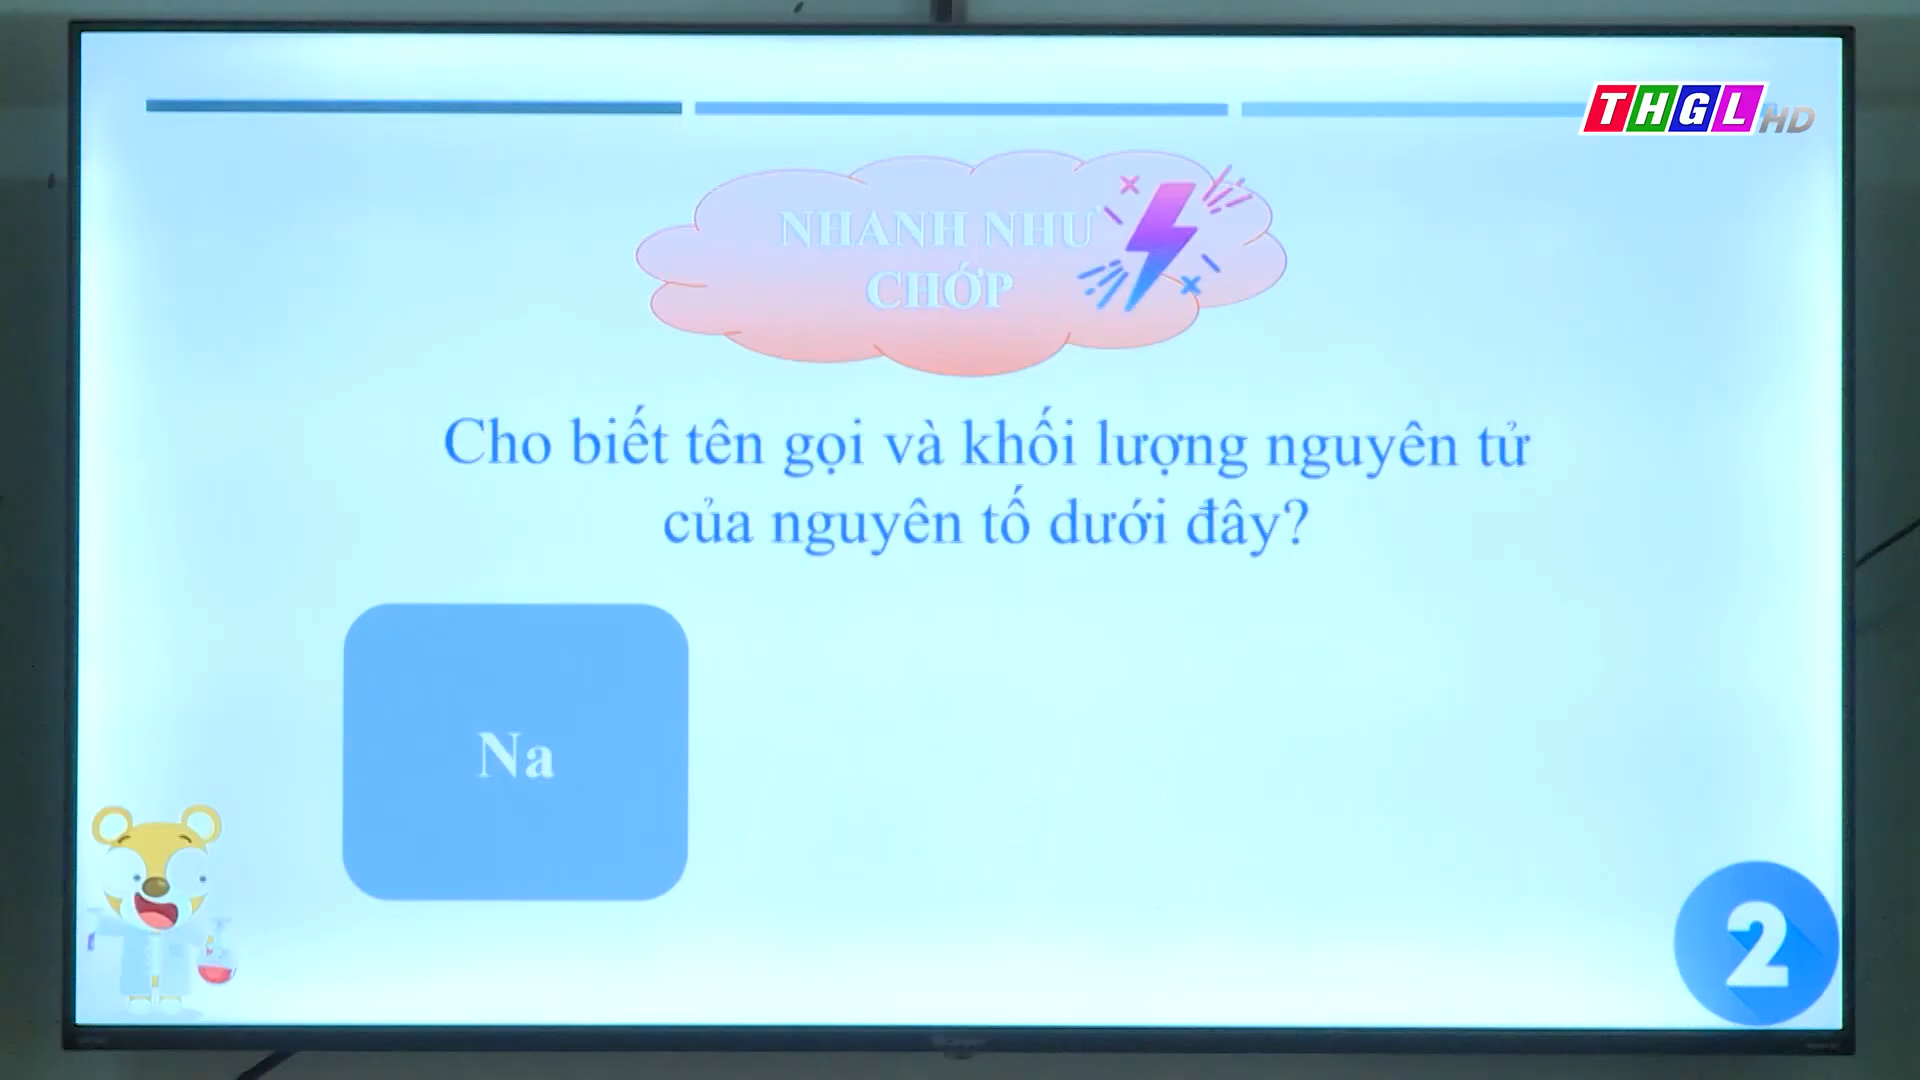 THGL HD
NHANH NHƯ
CHỚP
Cho biết tên gọi và khối lượng nguyên tử
của nguyên tố dưới đây?
Na
2